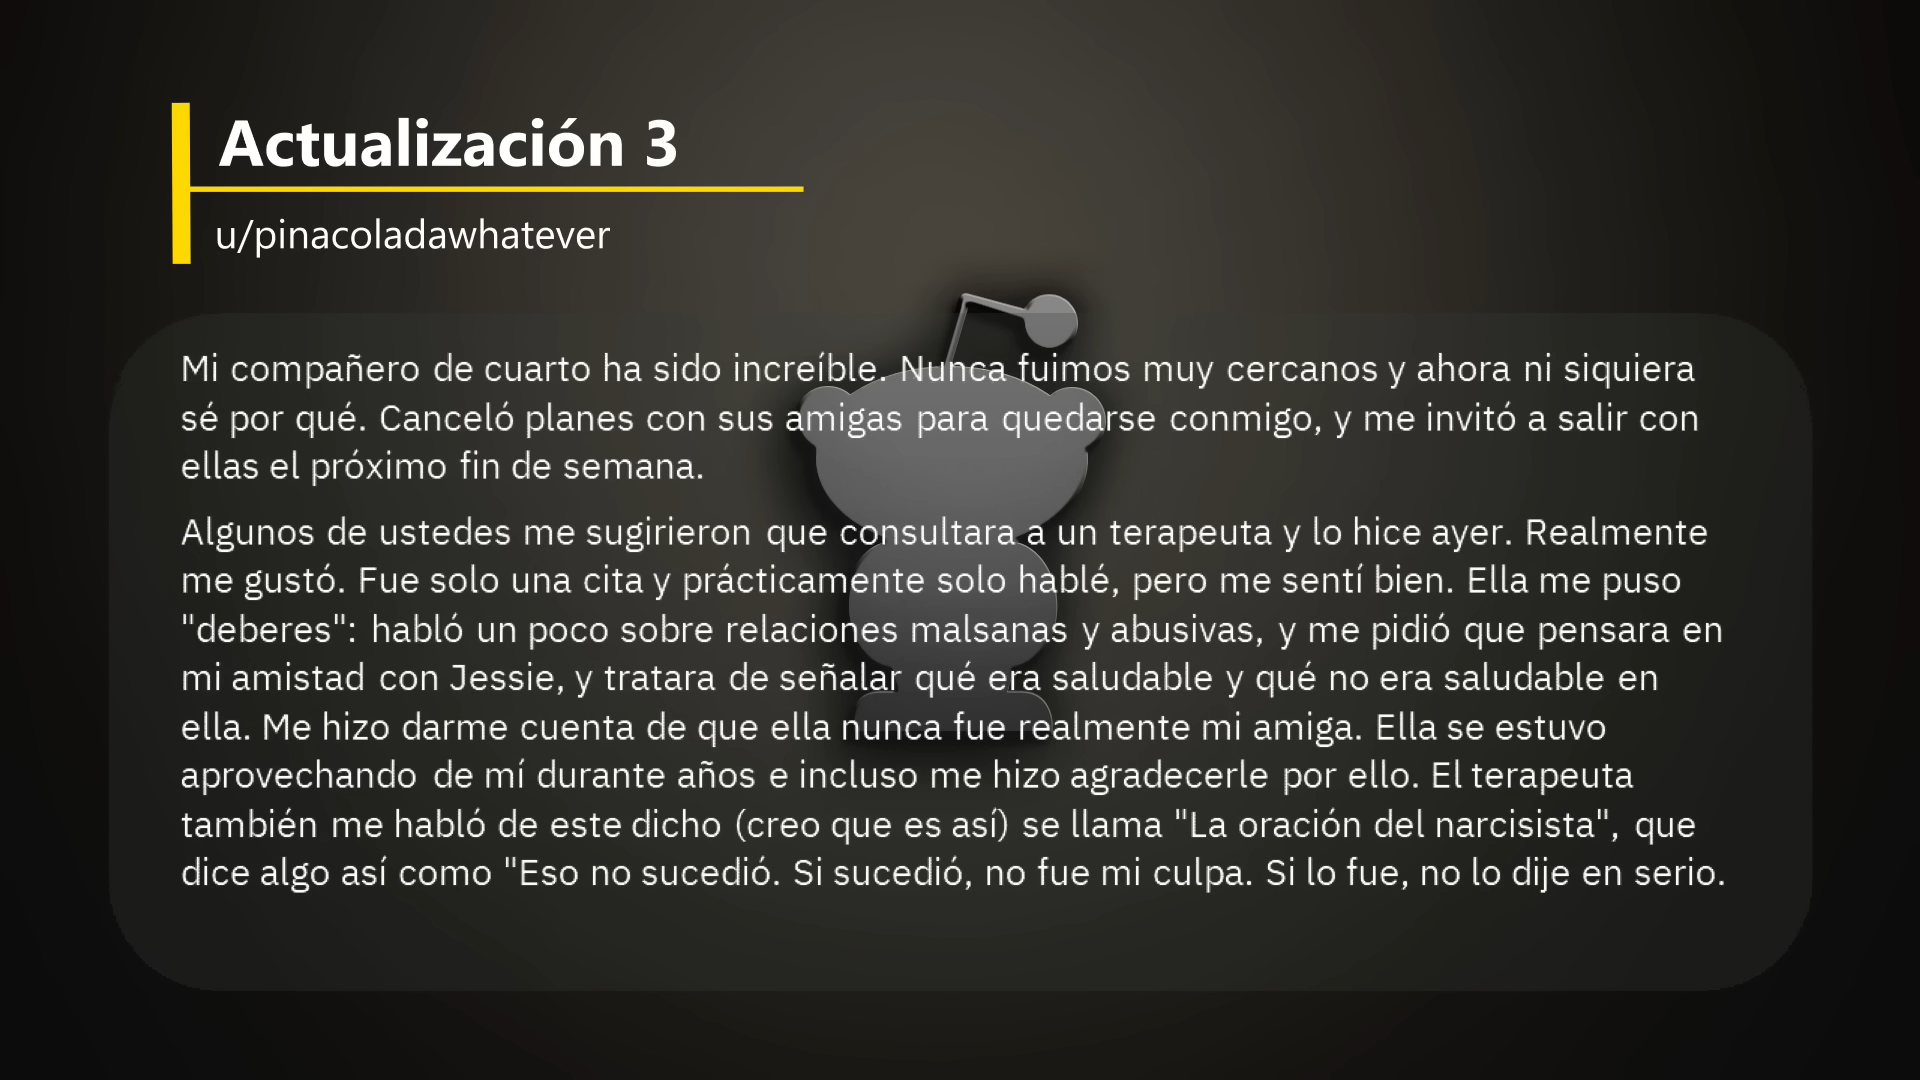 Actualización 3
u/pinacoladawhatever
Mi compañero de cuarto ha sido increíble. Nunca fuimos muy cercanos y ahora ni siquiera
sé por qué. Canceló planes con sus amigas para quedarse conmigo, y me invitó a salir con
ellas el próximo fin de semana.
Algunos de ustedes me sugirieron que consultara a un terapeuta y lo hice ayer. Realmente
me gustó. Fue solo una cita y prácticamente solo hablé, pero me sentí bien. Ella me puso
"deberes": habló un poco sobre relaciones malsanas y abusivas, y me pidió que pensara en
mi amistad con Jessie, y tratara de señalar qué era saludable y qué no era saludable en
ella. Me hizo darme cuenta de que ella nunca fue realmente mi amiga. Ella se estuvo
aprovechando de mí durante años e incluso me hizo agradecerle por ello. El terapeuta
también me habló de este dicho (creo que es así) se llama "La oración del narcisista", que
dice algo así como "Eso no sucedió. Si sucedió, no fue mi culpa. Si lo fue, no lo dije en serio.